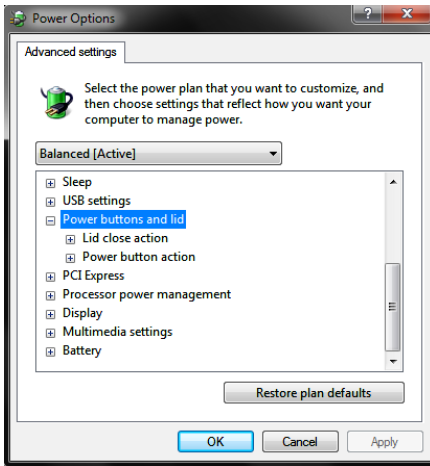 Power Options
Advanced settings
Select the power plan that you want to customize, and
then choose settings that reflect how you want your
computer to manage power.
Balanced [Active]
Sleep
USB settings
Power buttons and lid
Lid close action
Power button action
PCI Express
Processor power management
Display
Multimedia settings
Battery
Restore plan defaults
OK Cancel Apply